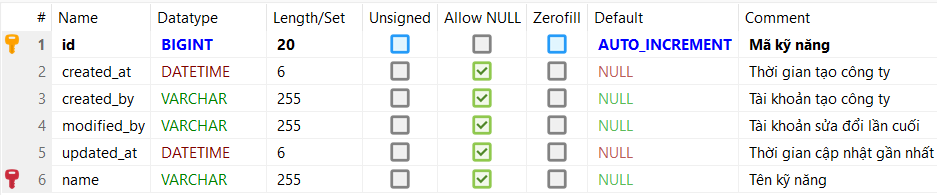 # Name Datatype Length/Set Unsigned Allow NULL Zerofill Default Comment
1 id BIGINT 20 AUTO_INCREMENT Mã kỹ năng
2 created_at DATETIME 6 NULL Thời gian tạo công ty
3 created_by VARCHAR 255 NULL Tài khoản tạo công ty
4 modified_by VARCHAR 255 NULL Tài khoản sửa đổi lần cuối
5 updated_at DATETIME 6 NULL Thời gian cập nhật gần nhất
6 name VARCHAR 255 NULL Tên kỹ năng